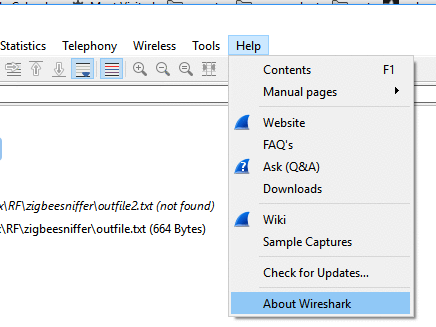 Statistics Telephony Wireless Tools Help
Contents F1
Manual pages
Website
FAQ's
Ask (Q&A)
Downloads
Wiki
Sample Captures
Check for Updates...
About Wireshark
x\RF\zigbeesniffer\outfile2.txt (not found)
\RF\zigbeesniffer\outfile.txt (664 Bytes)